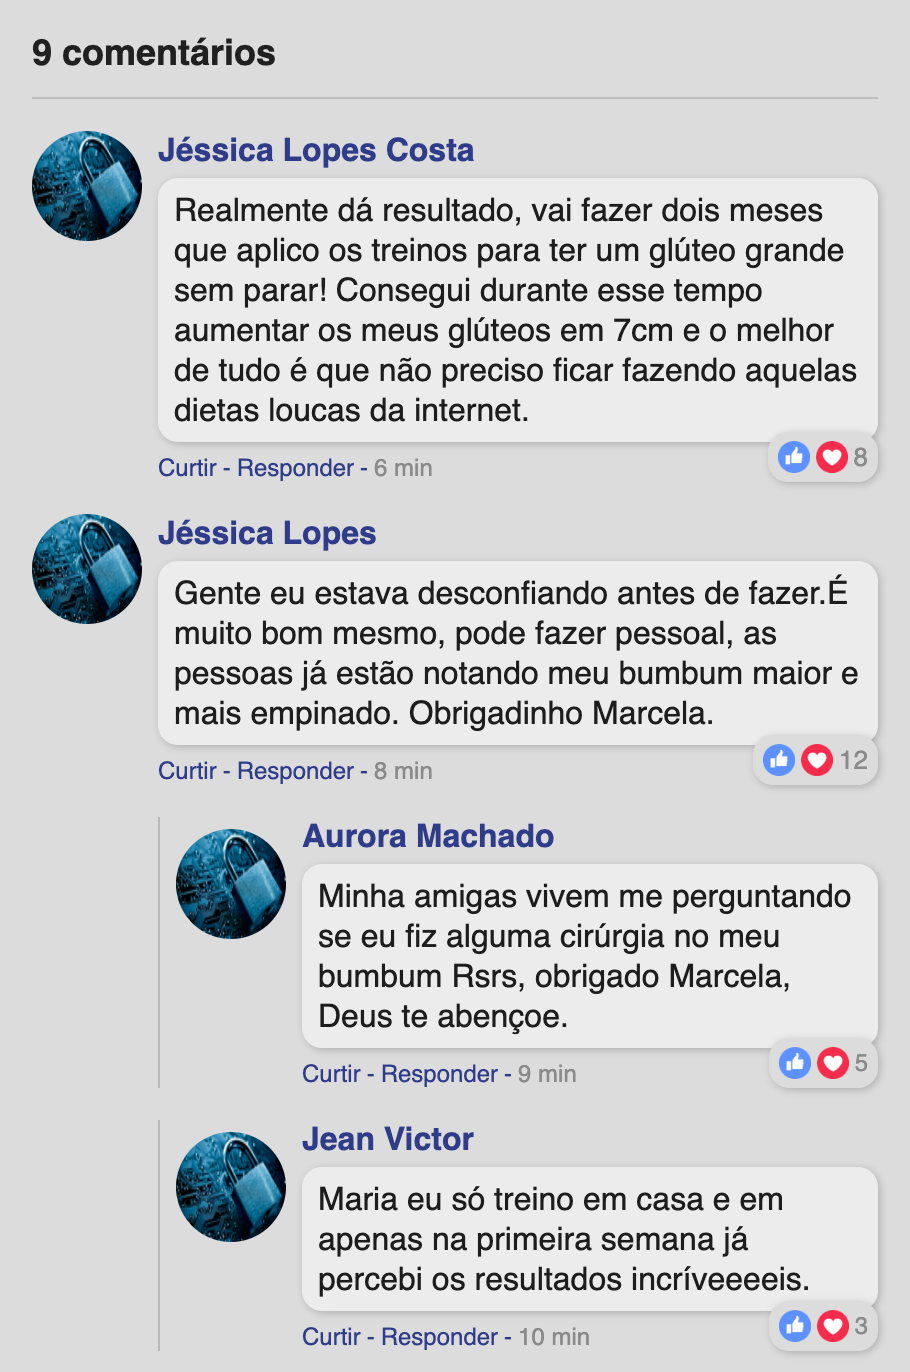 9 comentários
Jéssica Lopes Costa
Realmente dá resultado, vai fazer dois meses
que aplico os treinos para ter um glúteo grande
sem parar! Consegui durante esse tempo
aumentar os meus glúteos em 7cm e o melhor
de tudo é que não preciso ficar fazendo aquelas
dietas loucas da internet.
Curtir - Responder - 6 min
8
Jéssica Lopes
Gente eu estava desconfiando antes de fazer.É
muito bom mesmo, pode fazer pessoal, as
pessoas já estão notando meu bumbum maior e
mais empinado. Obrigadinho Marcela.
Curtir - Responder - 8 min
12
Aurora Machado
Minha amigas vivem me perguntando
se eu fiz alguma cirúrgia no meu
bumbum Rsrs, obrigado Marcela,
Deus te abençoe.
Curtir - Responder - 9 min
5
Jean Victor
Maria eu só treino em casa e em
apenas na primeira semana já
percebi os resultados incríveeeeis.
Curtir - Responder - 10 min
3